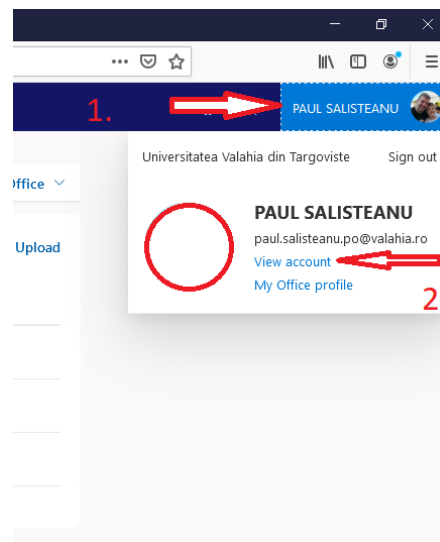 1.
PAUL SALISTEANU
Universitatea Valahia din Targoviste
Sign out
Office
Upload
PAUL SALISTEANU
paul.salisteanu.po@valahia.ro
View account
My Office profile
2